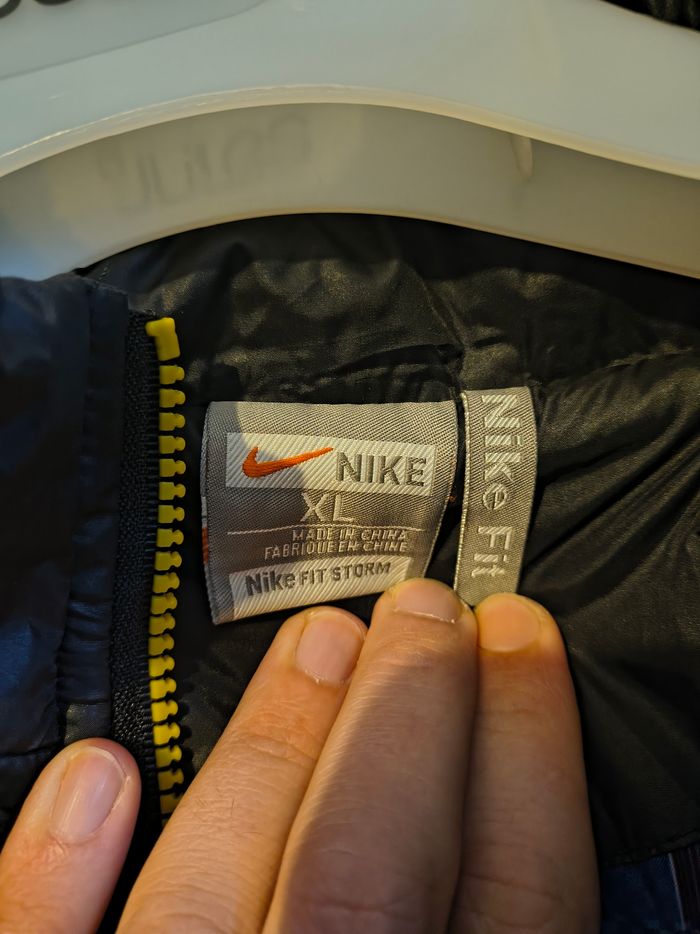 NIKE
XL
MADE IN CHINA
FABRIQUE EN CHINE
Nike FIT STORM
Nike Fit